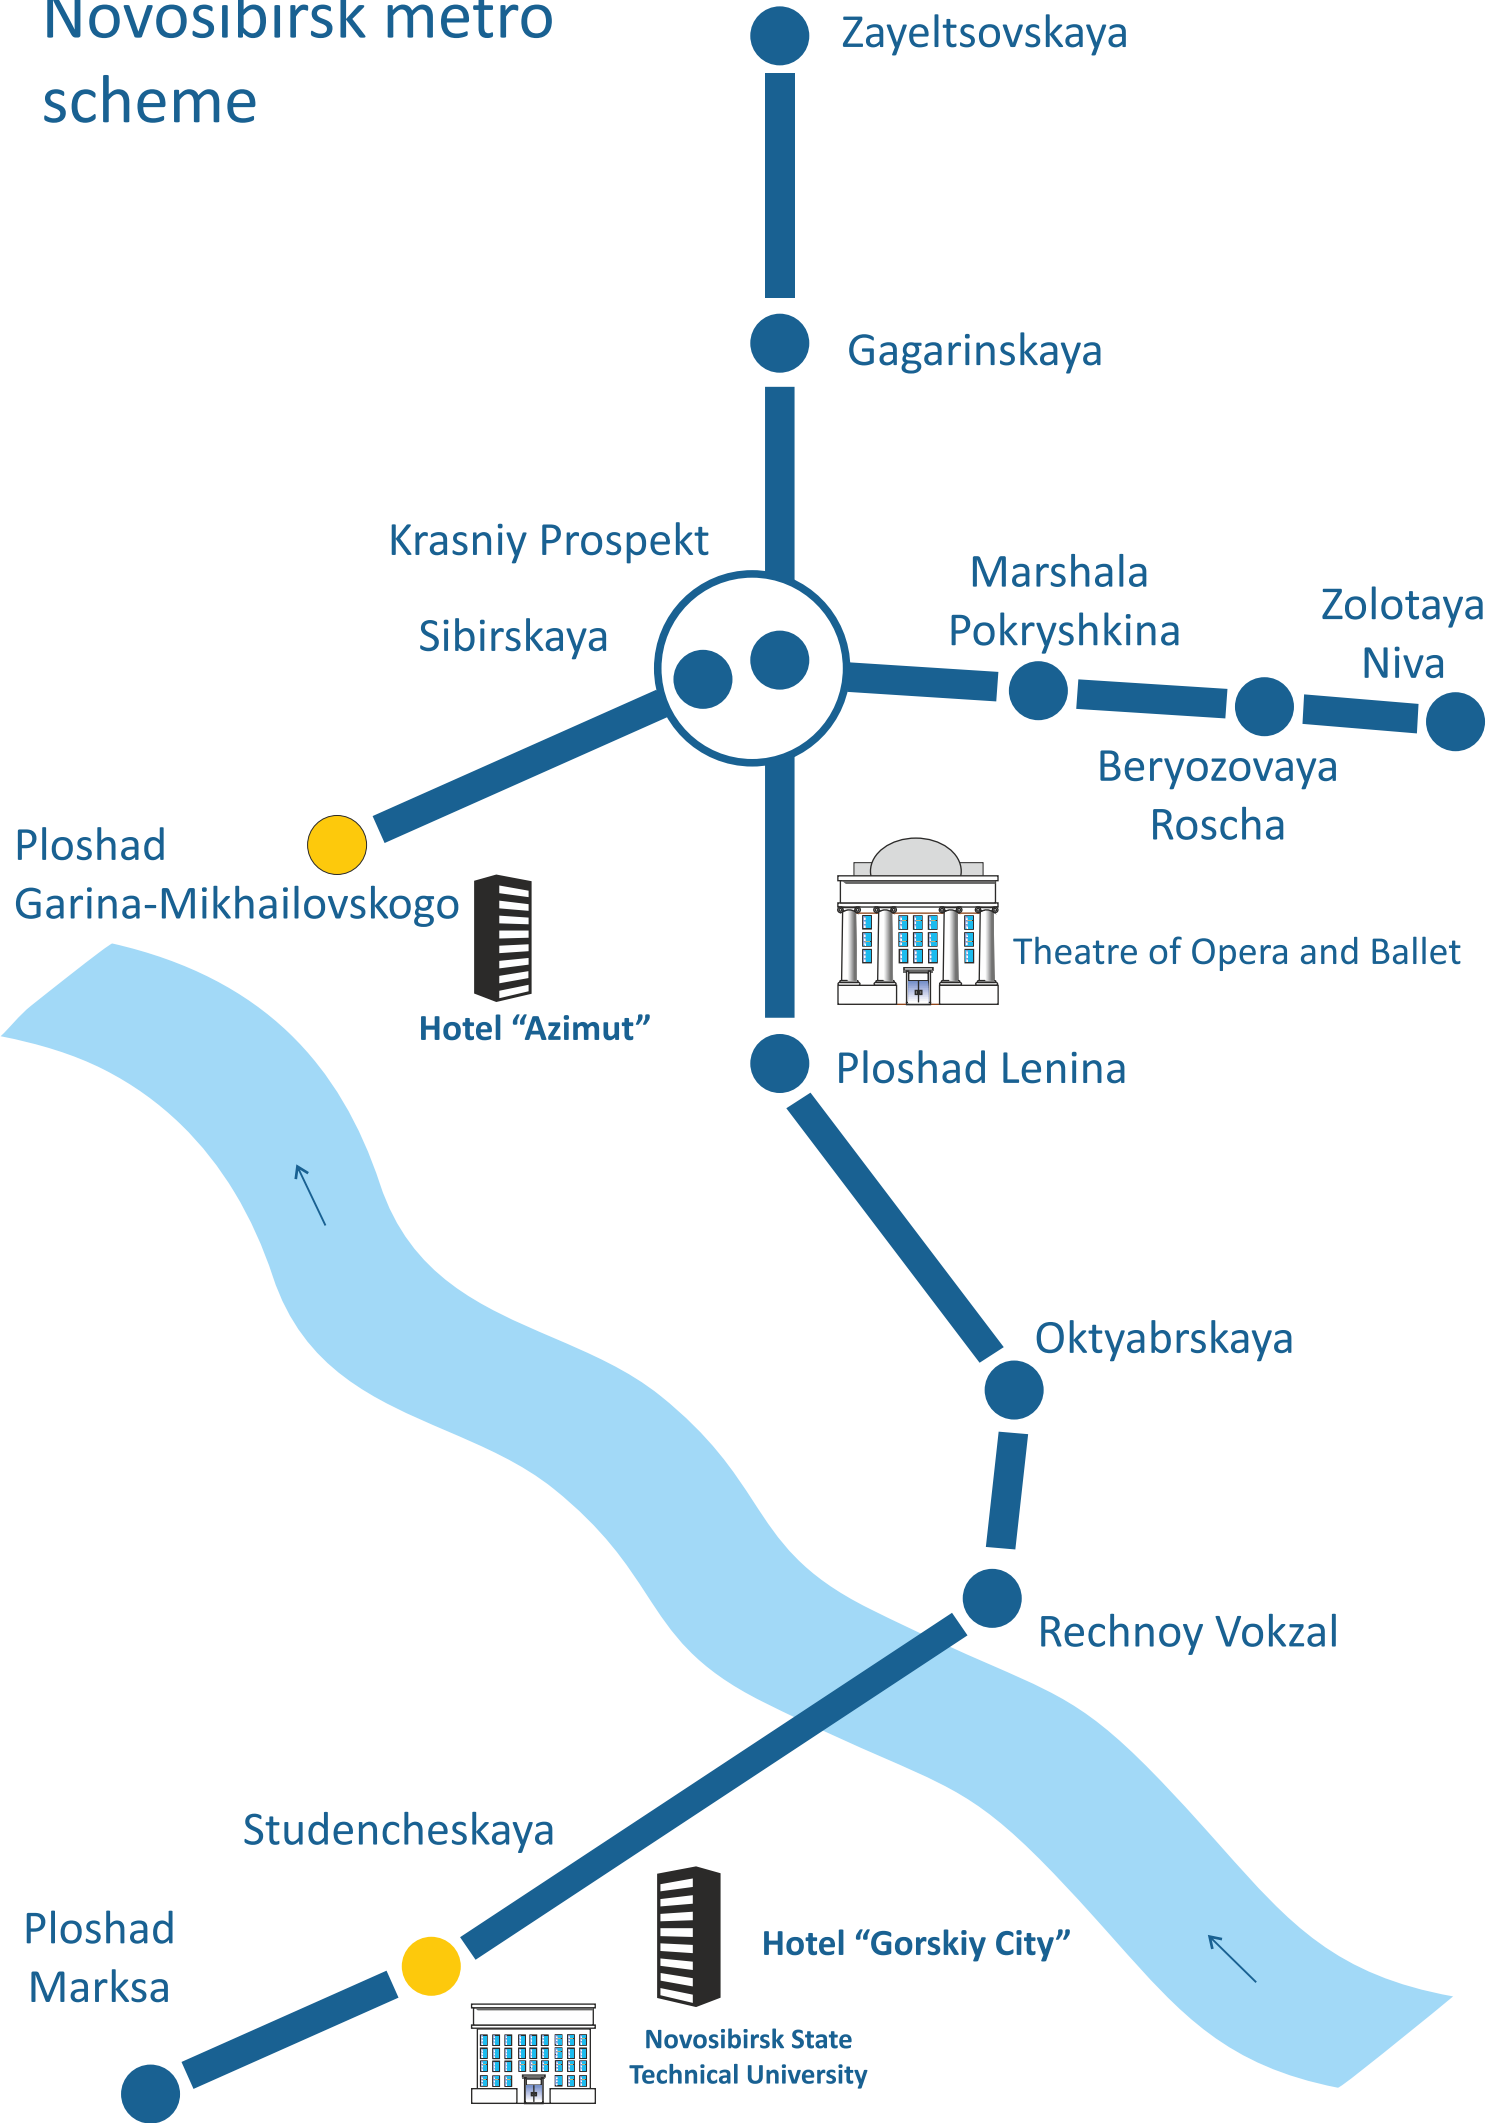 Novosibirsk metro
scheme
Zayeltsovskaya
Gagarinskaya
Krasniy Prospekt
Sibirskaya
Marshala
Pokryshkina
Zolotaya
Niva
Beryozovaya
Roscha
Ploshad
Garina-Mikhailovskogo
Hotel “Azimut”
Theatre of Opera and Ballet
Ploshad Lenina
Oktyabrskaya
Rechnoy Vokzal
Studencheskaya
Ploshad
Marksa
Hotel “Gorskiy City”
Novosibirsk State
Technical University